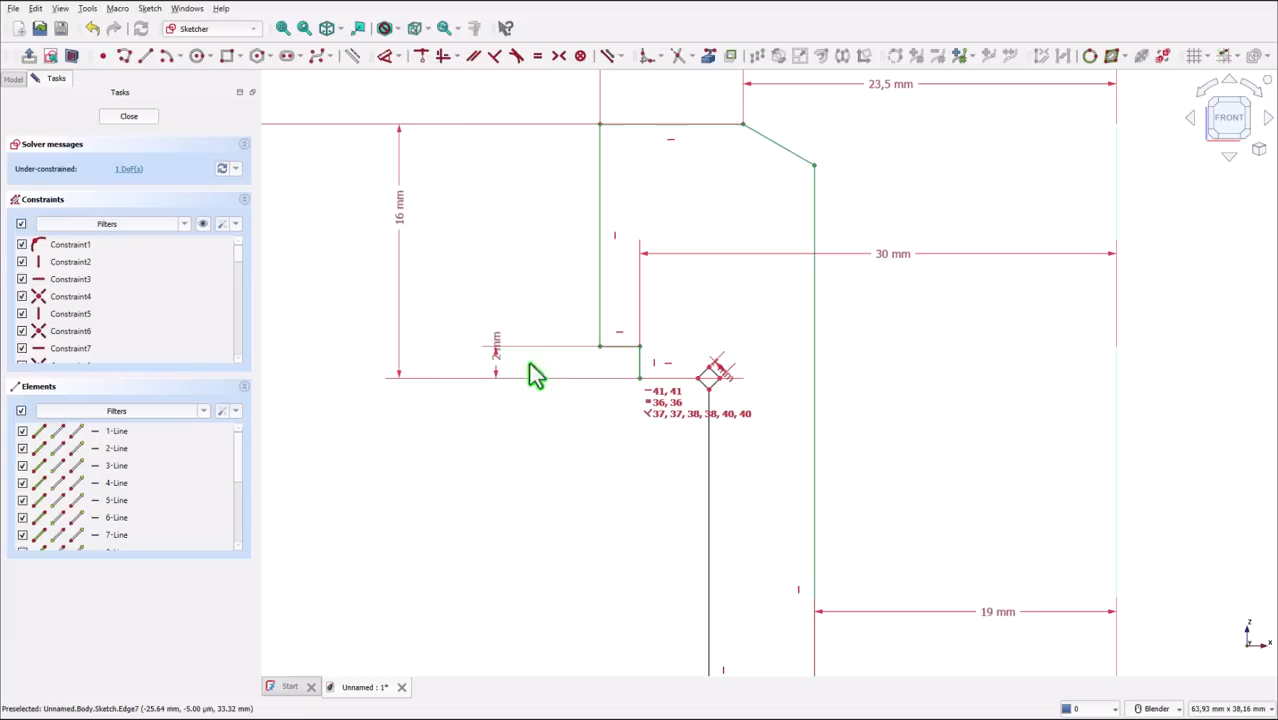 File Edit View Tools Macro Sketch Windows Help
Sketcher
Model Tasks
Tasks
Close
Solver messages
Under-constrained: 1 DoF(s)
Constraints
Filters
Constraint1
Constraint2
Constraint3
Constraint4
Constraint5
Constraint6
Constraint7
Elements
Filters
1-Line
2-Line
3-Line
4-Line
5-Line
6-Line
7-Line
23,5 mm
FRONT
16 mm
30 mm
2 mm
41, 41
36, 36
37, 37, 38, 38, 40, 40
19 mm
z
x
Start Unnamed : 1*
Preselected: Unnamed.Body.Sketch.Edge7 (-25.64 mm, -5.00 µm, 33.32 mm)
0 Blender 63,93 mm x 38,16 mm